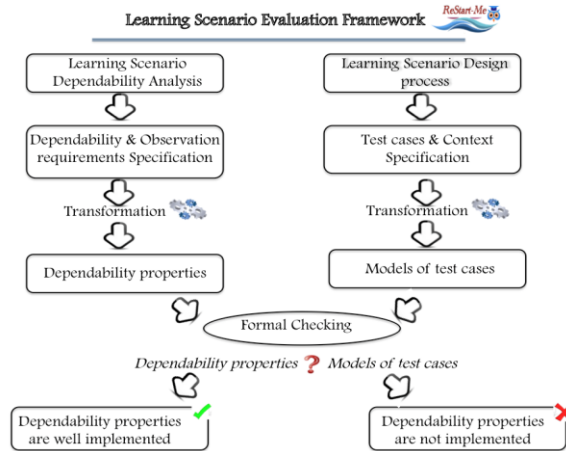 Learning Scenario Evaluation Framework
ReStart-Me
Learning Scenario
Dependability Analysis
Learning Scenario Design
process
Dependability & Observation
requirements Specification
Test cases & Context
Specification
Transformation
Transformation
Dependability properties
Models of test cases
Formal Checking
Dependability properties ? Models of test cases
Dependability properties
are well implemented
Dependability properties
are not implemented